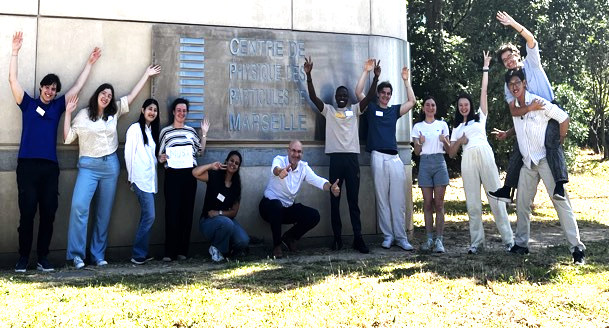 CENTRE DE
PHYSIQUE DES
PARTICULES DE
MARSEILLE